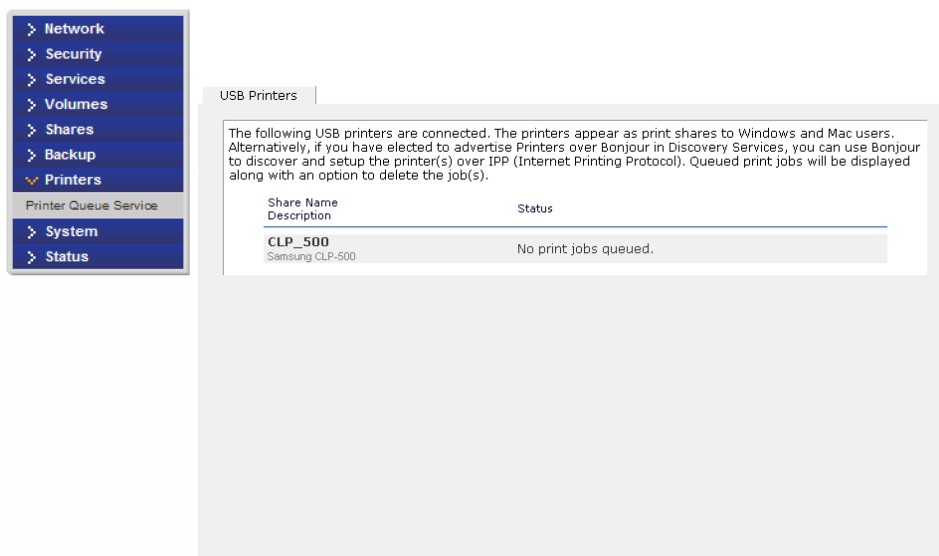 Network
Security
Services
Volumes
Shares
Backup
Printers
Printer Queue Service
System
Status
USB Printers
The following USB printers are connected. The printers appear as print shares to Windows and Mac users.
Alternatively, if you have elected to advertise Printers over Bonjour in Discovery Services, you can use Bonjour
to discover and setup the printer(s) over IPP (Internet Printing Protocol). Queued print jobs will be displayed
along with an option to delete the job(s).
Share Name
Description
Status
CLP_500
Samsung CLP-500
No print jobs queued.